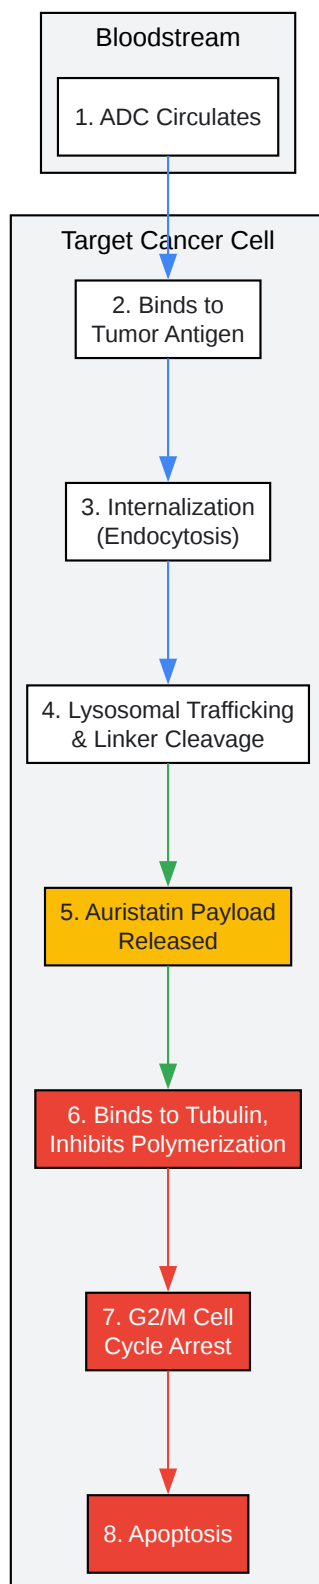 Bloodstream
1. ADC Circulates
Target Cancer Cell
2. Binds to
Tumor Antigen
3. Internalization
(Endocytosis)
4. Lysosomal Trafficking
& Linker Cleavage
5. Auristatin Payload
Released
6. Binds to Tubulin,
Inhibits Polymerization
7. G2/M Cell
Cycle Arrest
8. Apoptosis